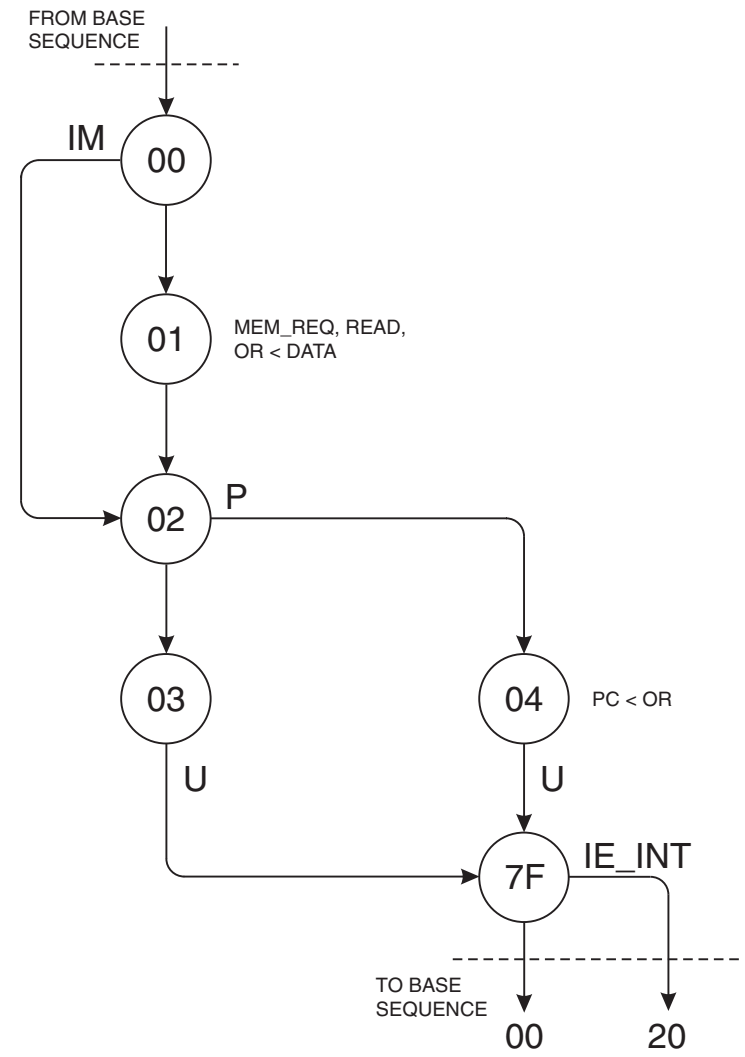 FROM BASE
SEQUENCE
IM
00
01
MEM_REQ, READ,
OR < DATA
02
P
03
04
PC < OR
U
U
7F
IE_INT
TO BASE
SEQUENCE
00
20